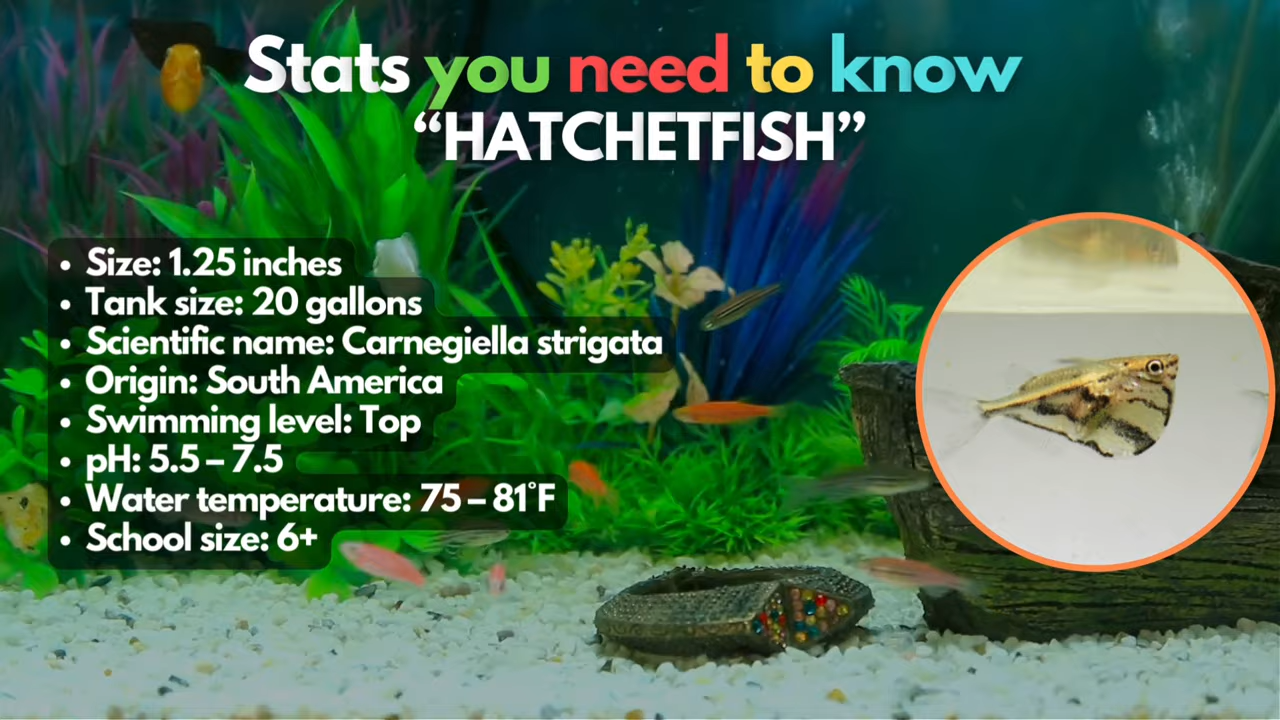 Stats you need to know
“HATCHETFISH”
• Size: 1.25 inches
• Tank size: 20 gallons
• Scientific name: Carnegiella strigata
• Origin: South America
• Swimming level: Top
• pH: 5.5 – 7.5
• Water temperature: 75 – 81°F
• School size: 6+